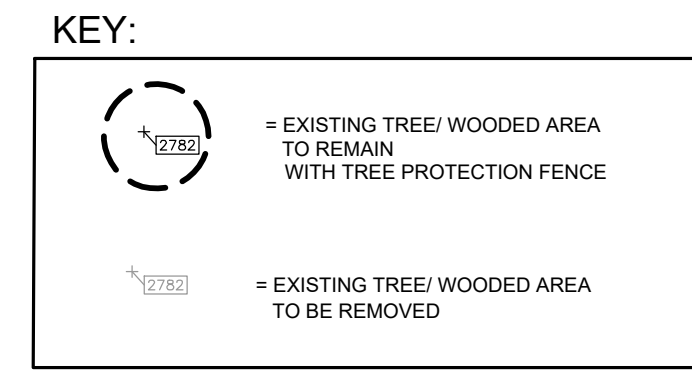 KEY:
= EXISTING TREE/ WOODED AREA
2782
TO REMAIN
WITH TREE PROTECTION FENCE
2782
= EXISTING TREE/ WOODED AREA
TO BE REMOVED